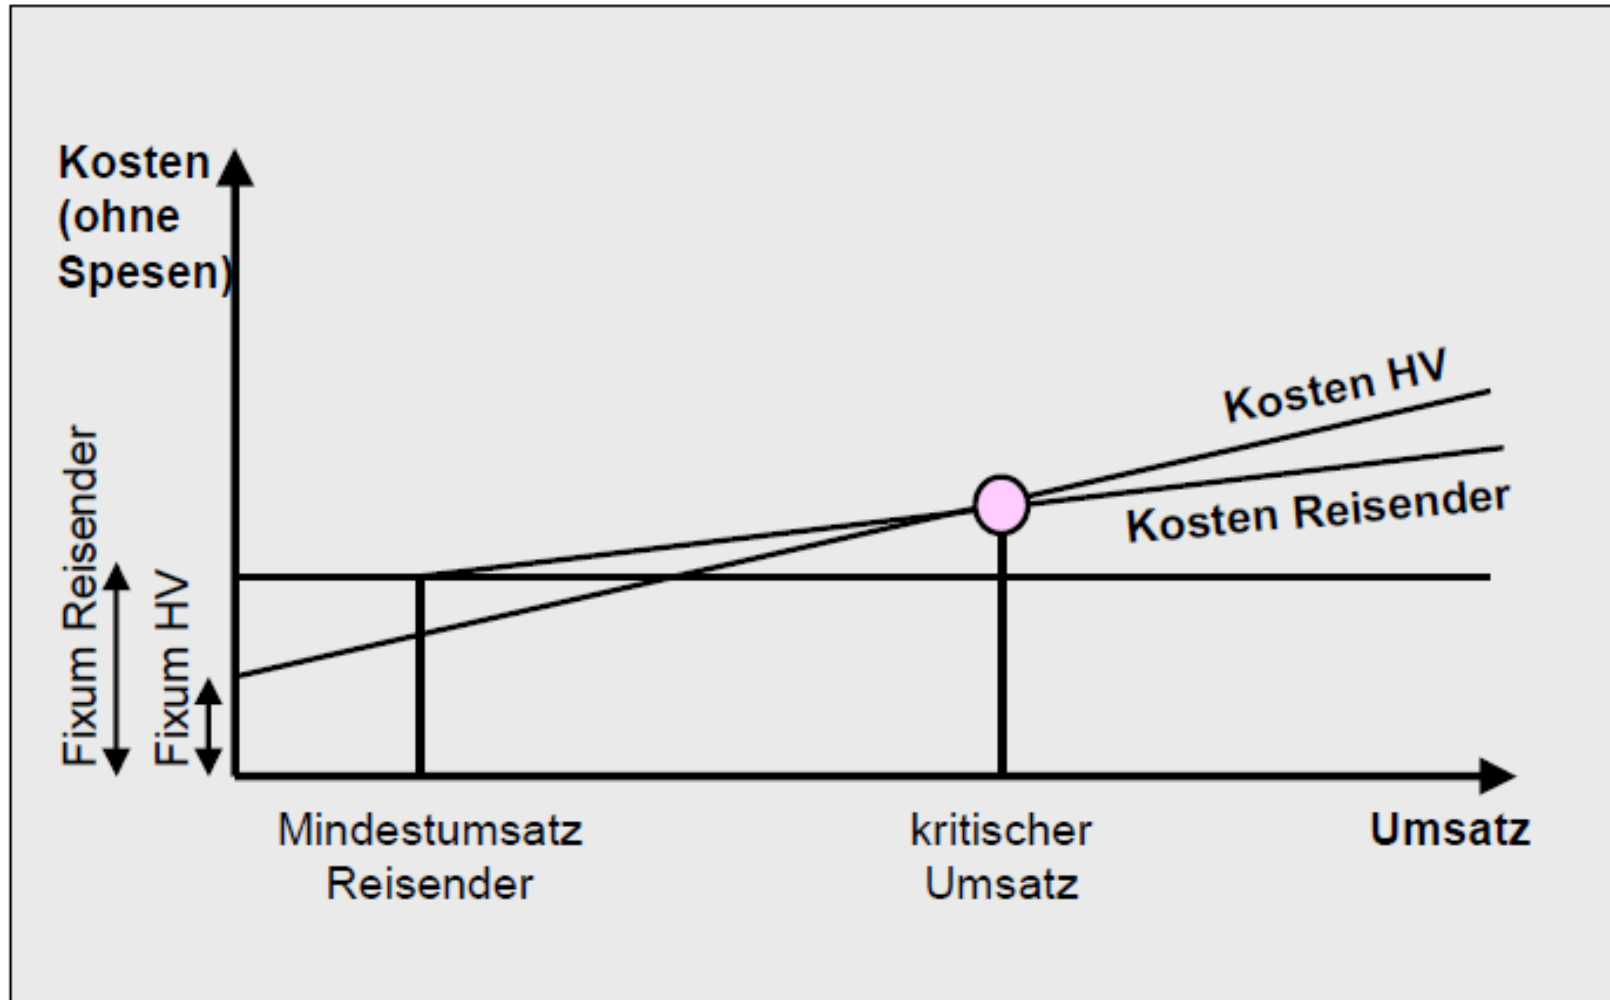 Kosten
(ohne
Spesen)
Kosten HV
Kosten Reisender
Fixum Reisender
Fixum HV
Mindestumsatz
Reisender
kritischer
Umsatz
Umsatz